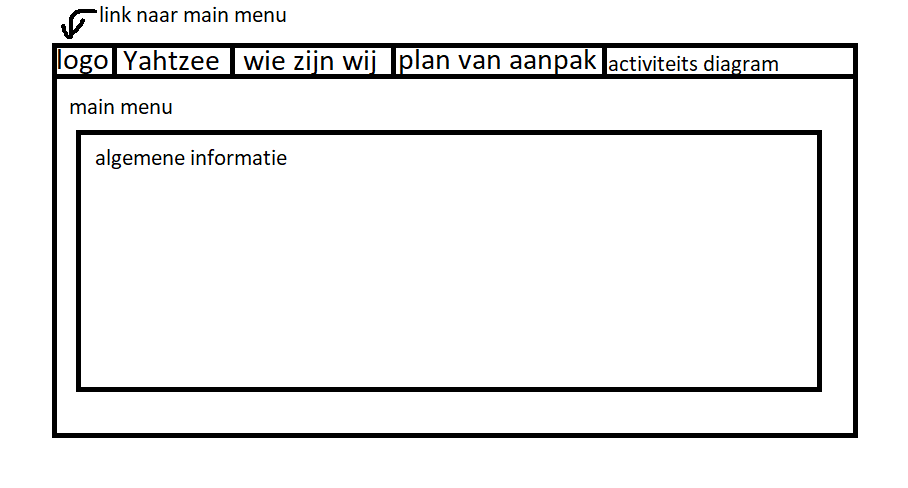 link naar main menu
logo Yahtzee wie zijn wij plan van aanpak activiteits diagram
main menu
algemene informatie